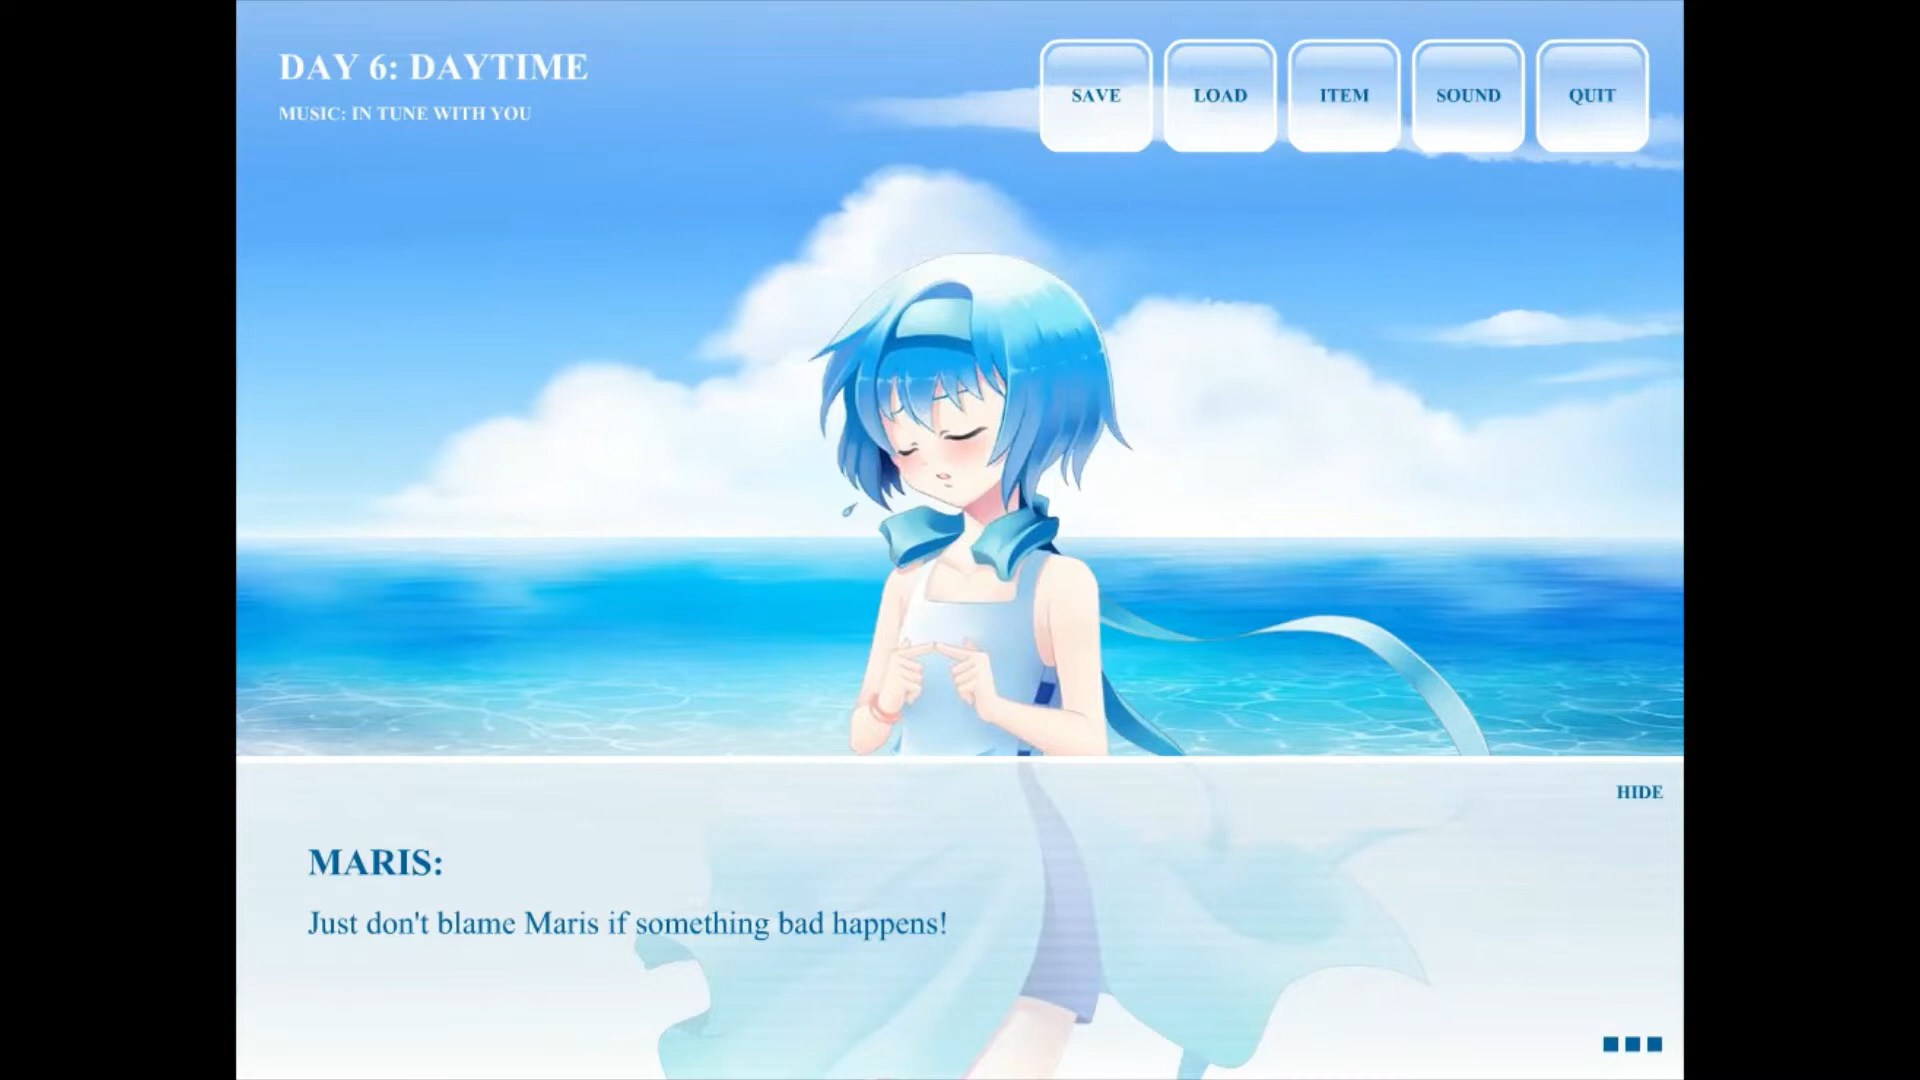 DAY 6: DAYTIME
MUSIC: IN TUNE WITH YOU
SAVE
LOAD
ITEM
SOUND
QUIT
HIDE
MARIS:
Just don't blame Maris if something bad happens!